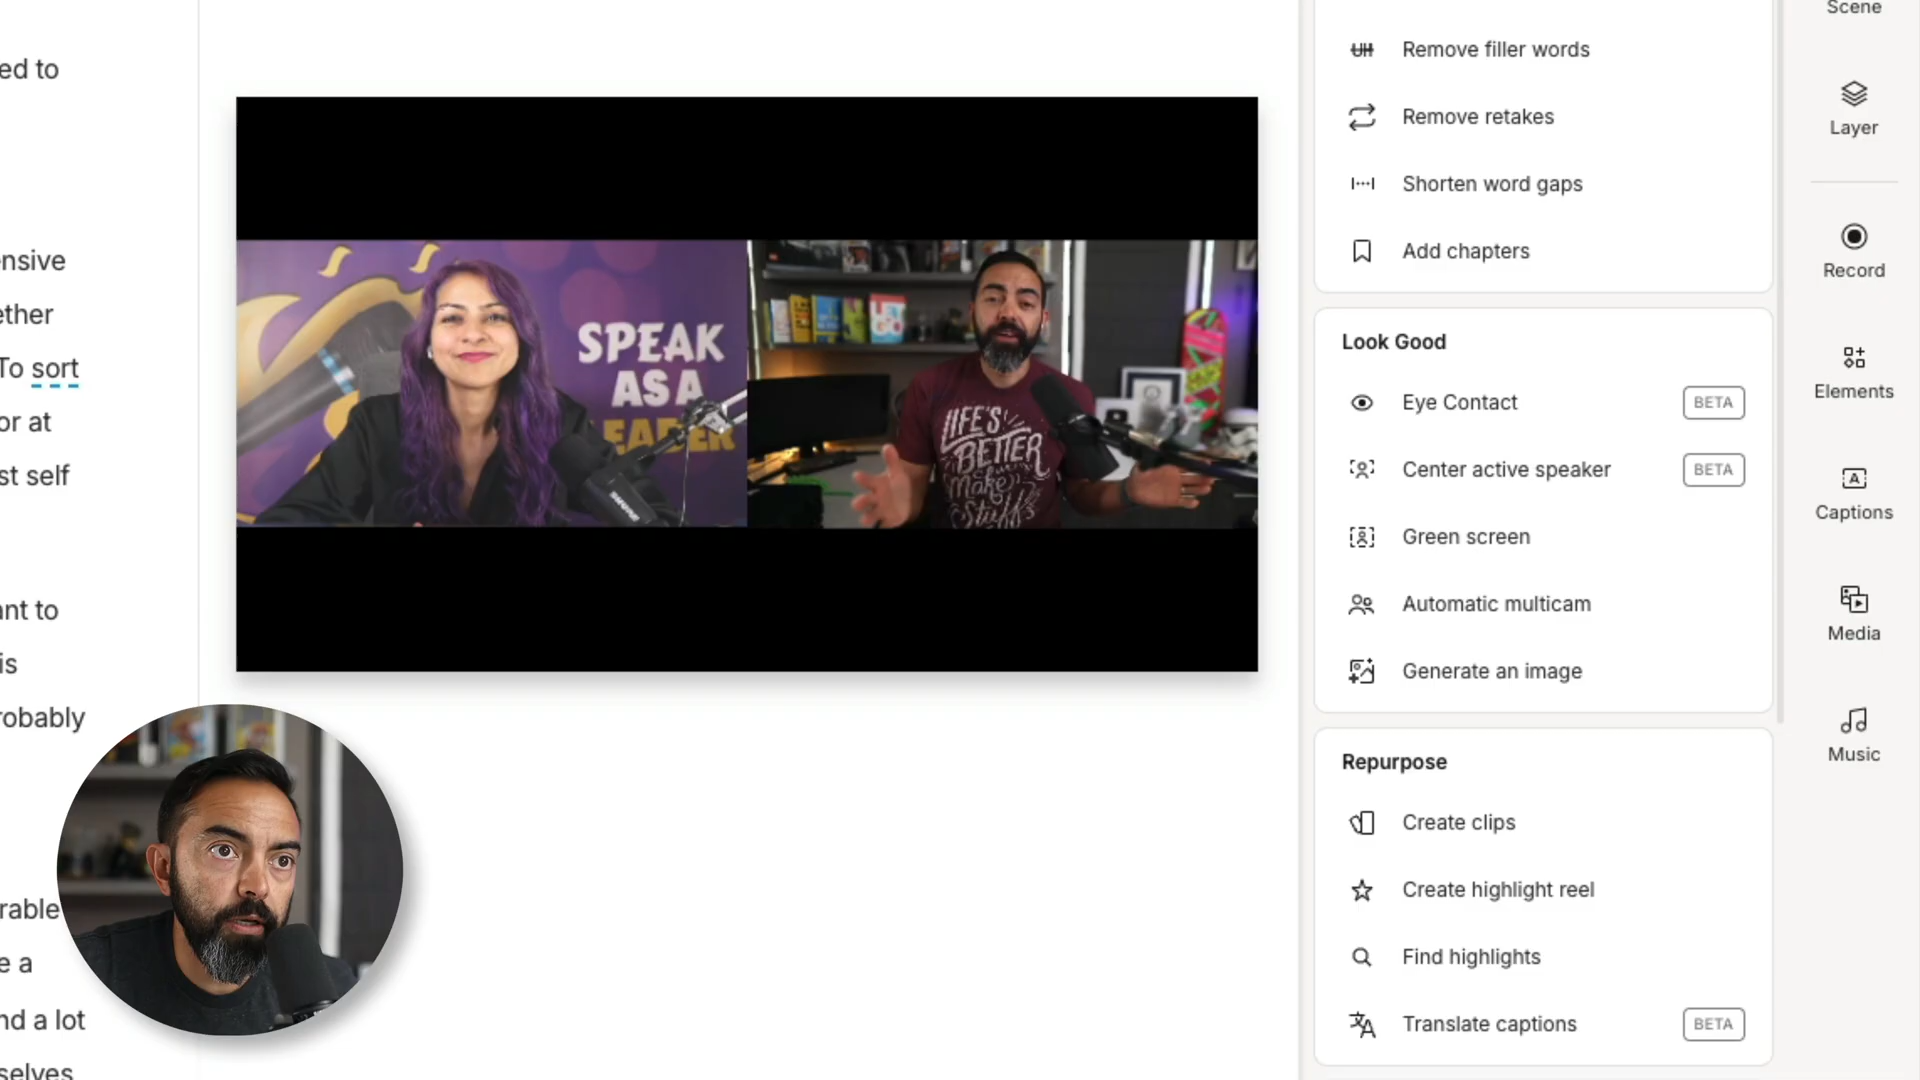 ed to
nsive
ether
To sort
or at
st self
ant to
is
robably
rable
e a
nd a lot
selves
SPEAK
AS A
LEADER
LIFE'S
BETTER
Make
Stuff
SHURE
Remove filler words
Remove retakes
Shorten word gaps
Add chapters
Look Good
Eye Contact BETA
Center active speaker BETA
Green screen
Automatic multicam
Generate an image
Repurpose
Create clips
Create highlight reel
Find highlights
Translate captions BETA
Scene
Layer
Record
Elements
Captions
Media
Music